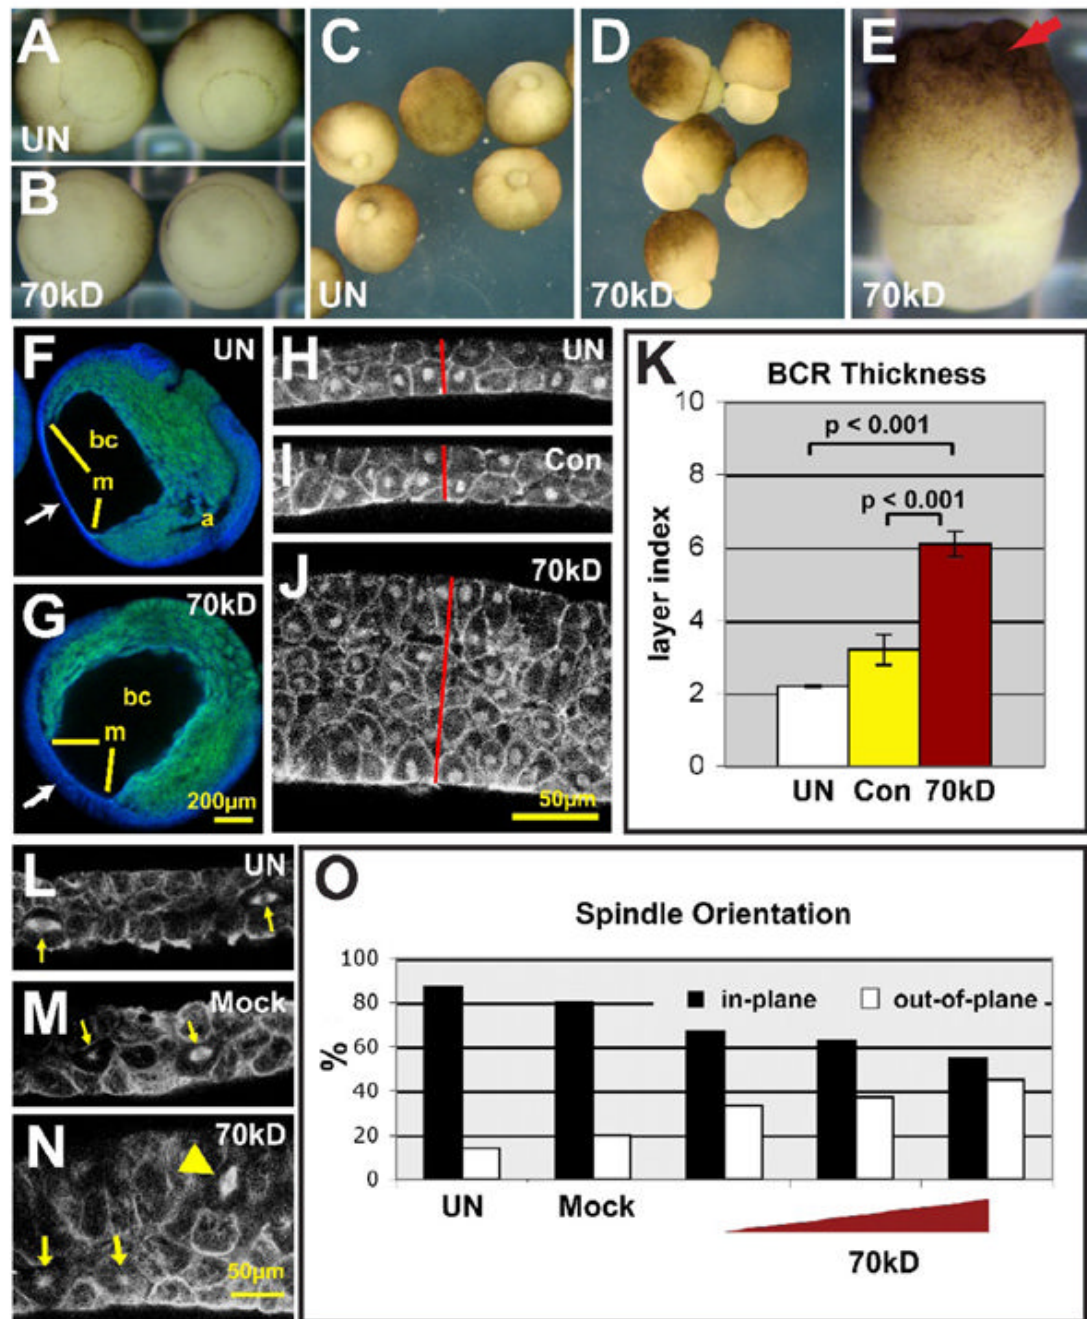 A
UN
B
70kD
C
UN
D
70kD
E
70kD
F
UN
bc
m
a
G
70kD
bc
m
200μm
H
UN
I
Con
J
70kD
50μm
K
BCR Thickness
10
8
6
4
2
0
layer index
p < 0.001
p < 0.001
UN Con 70kD
L
UN
M
Mock
N
70kD
50μm
O
Spindle Orientation
100
80
60
40
20
0
%
in-plane
out-of-plane
UN
Mock
70kD